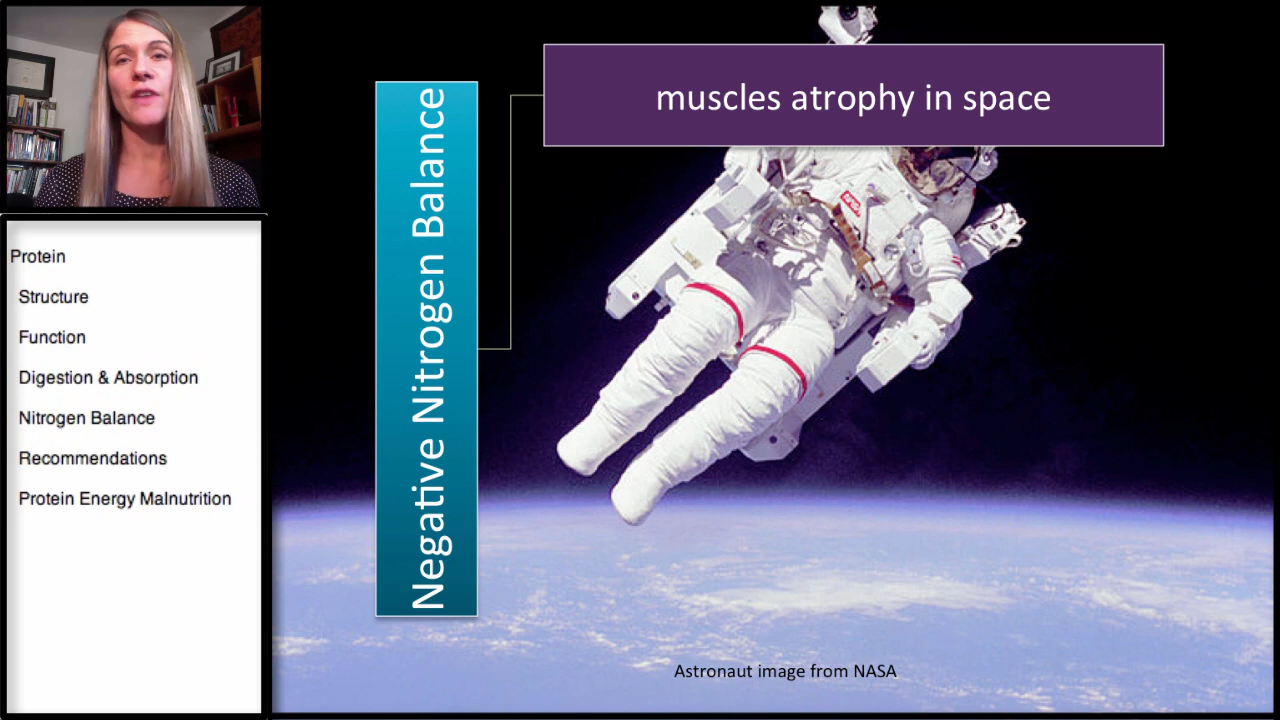 muscles atrophy in space
Negative Nitrogen Balance
Protein
Structure
Function
Digestion & Absorption
Nitrogen Balance
Recommendations
Protein Energy Malnutrition
NASA
Astronaut image from NASA